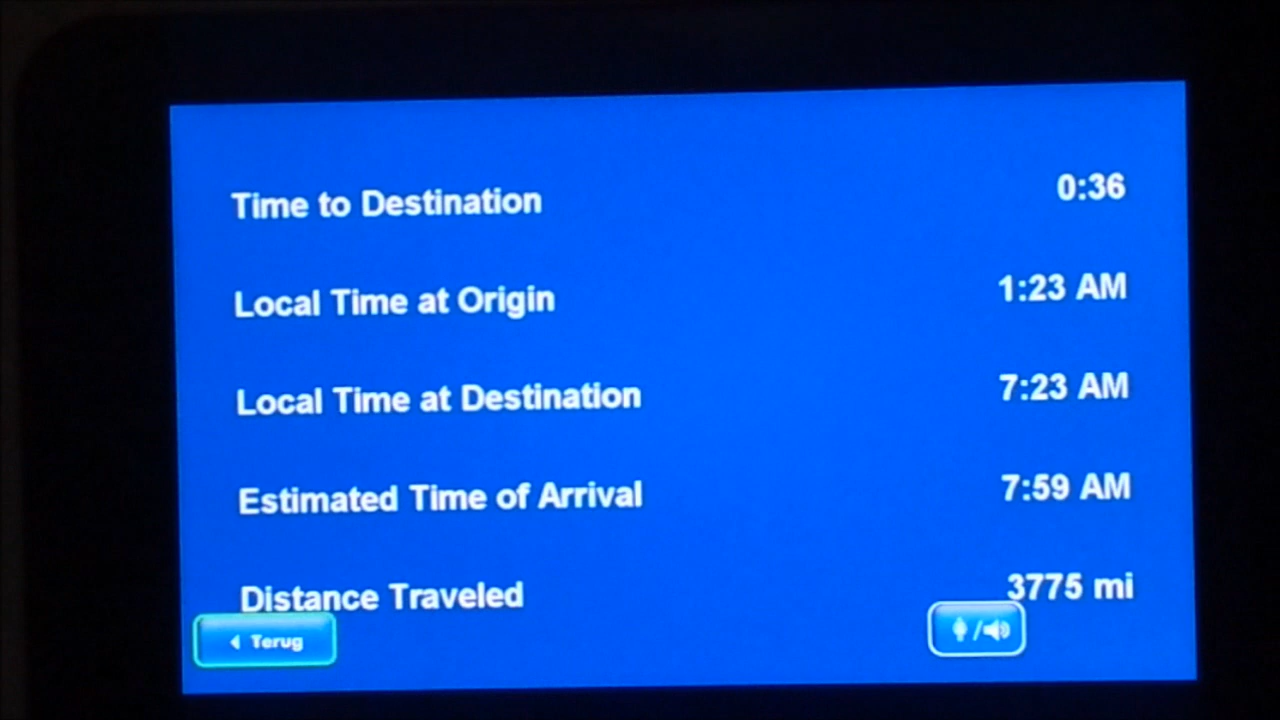 Time to Destination 0:36
Local Time at Origin 1:23 AM
Local Time at Destination 7:23 AM
Estimated Time of Arrival 7:59 AM
Distance Traveled 3775 mi
Terug /